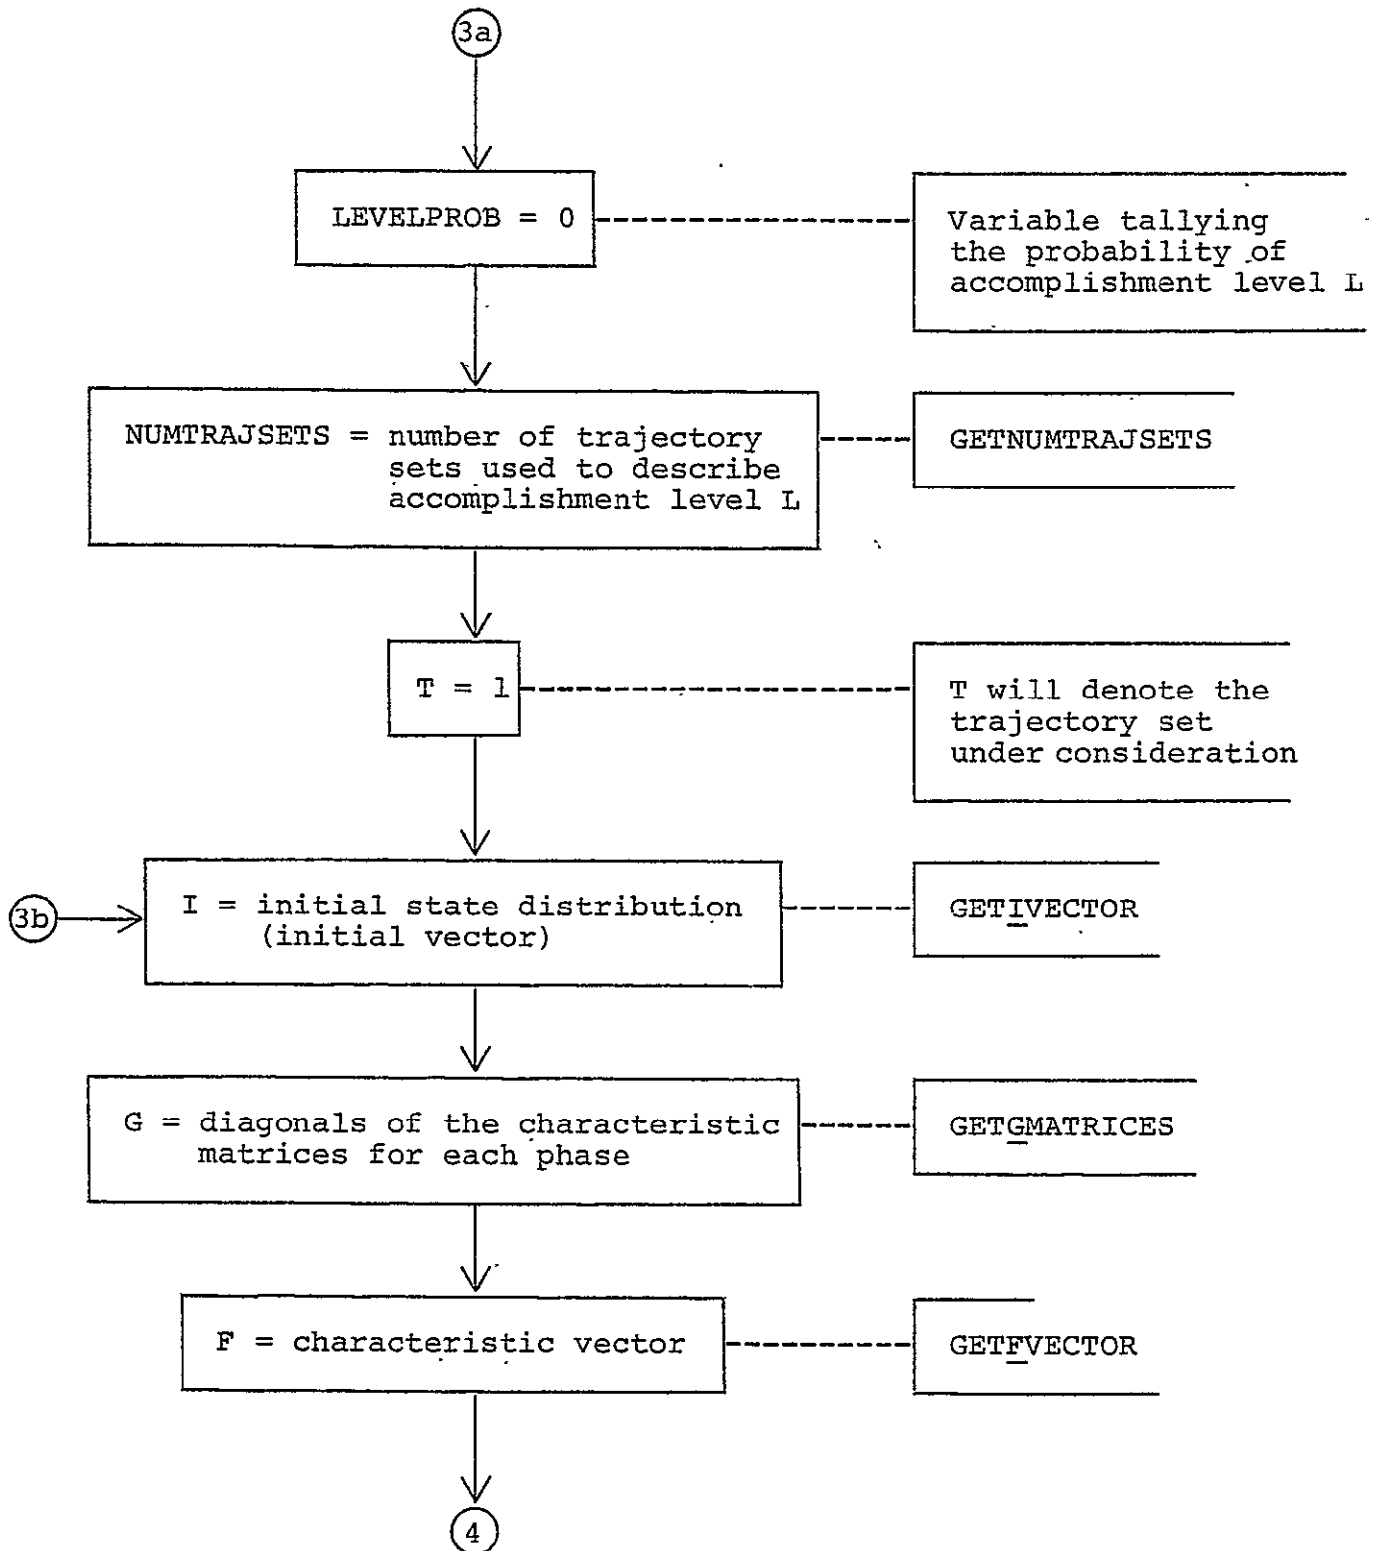 3a
LEVELPROB = 0
Variable tallying
the probability of
accomplishment level L
NUMTRAJSETS = number of trajectory
sets used to describe
accomplishment level L
GETNUMTRAJSETS
T = 1
T will denote the
trajectory set
under consideration
3b
I = initial state distribution
(initial vector)
GETIVECTOR
G = diagonals of the characteristic
matrices for each phase
GETGMATRICES
F = characteristic vector
GETFVECTOR
4